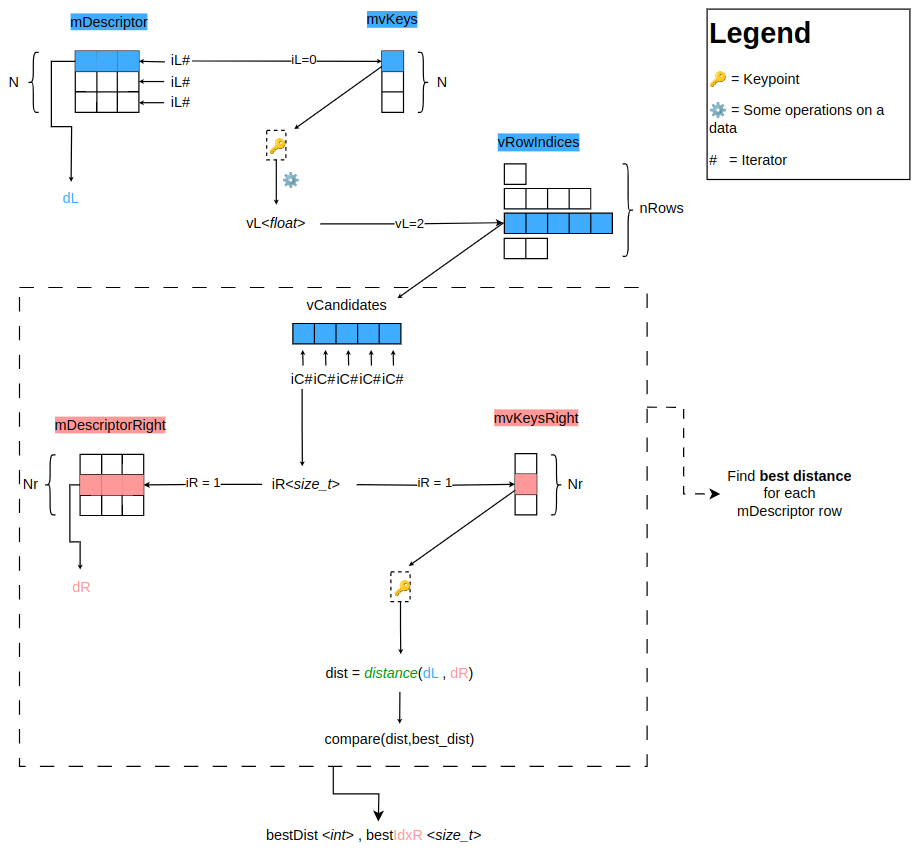 mDescriptor
mvKeys
Legend
N
iL#
iL=0
iL#
iL#
N
🔑 = Keypoint
⚙️ = Some operations on a
data
# = Iterator
vRowIndices
dL
vL<float>
vL=2
nRows
vCandidates
iC#iC#iC#iC#iC#
mDescriptorRight
mvKeysRight
Nr
iR = 1
iR<size_t>
iR = 1
Nr
Find best distance
for each
mDescriptor row
dR
dist = distance(dL , dR)
compare(dist,best_dist)
bestDist <int> , bestIdxR <size_t>